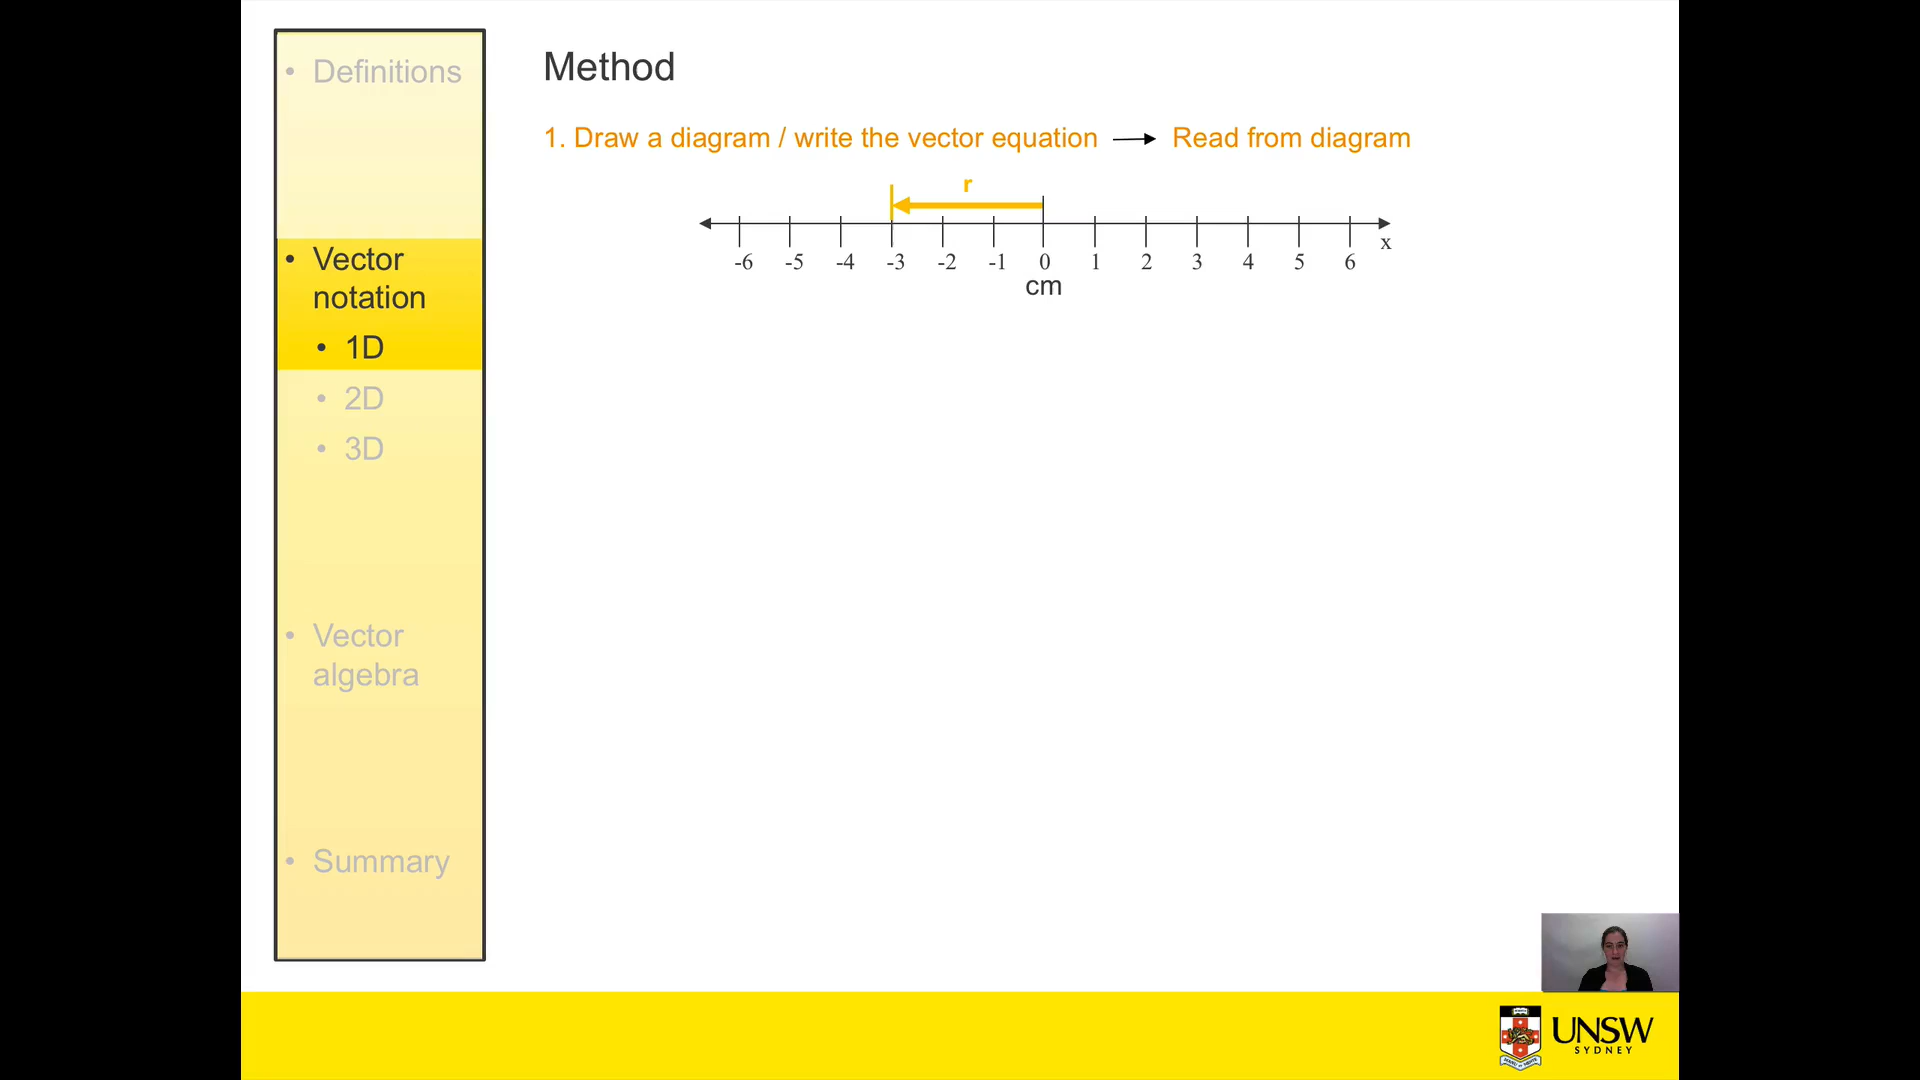 • Definitions
• Vector
notation
• 1D
• 2D
• 3D
• Vector
algebra
• Summary
Method
1. Draw a diagram / write the vector equation → Read from diagram
r
x
-6 -5 -4 -3 -2 -1 0 1 2 3 4 5 6
cm
UNSW
SYDNEY